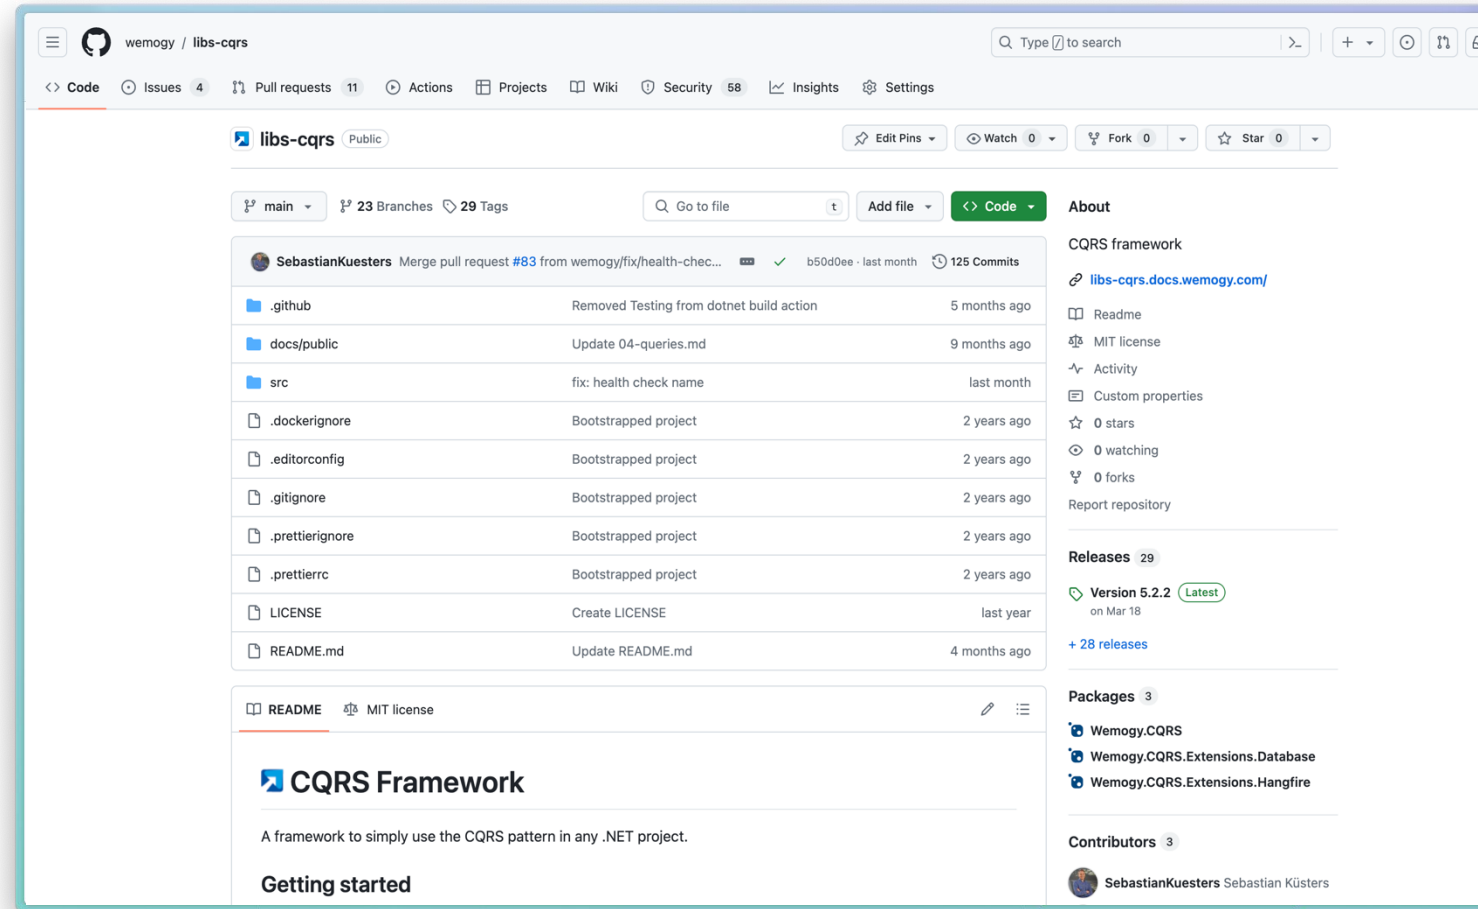 wemogy / libs-cqrs
Type / to search
Code Issues 4 Pull requests 11 Actions Projects Wiki Security 58 Insights Settings
libs-cqrs Public
Edit Pins Watch 0 Fork 0 Star 0
main 23 Branches 29 Tags
Go to file t Add file Code
SebastianKuesters Merge pull request #83 from wemogy/fix/health-chec... b50d0ee · last month 125 Commits
.github Removed Testing from dotnet build action 5 months ago
docs/public Update 04-queries.md 9 months ago
src fix: health check name last month
.dockerignore Bootstrapped project 2 years ago
.editorconfig Bootstrapped project 2 years ago
.gitignore Bootstrapped project 2 years ago
.prettierignore Bootstrapped project 2 years ago
.prettierrc Bootstrapped project 2 years ago
LICENSE Create LICENSE last year
README.md Update README.md 4 months ago
README MIT license
CQRS Framework
A framework to simply use the CQRS pattern in any .NET project.
Getting started
About
CQRS framework
libs-cqrs.docs.wemogy.com/
Readme
MIT license
Activity
Custom properties
0 stars
0 watching
0 forks
Report repository
Releases 29
Version 5.2.2 Latest
on Mar 18
+ 28 releases
Packages 3
Wemogy.CQRS
Wemogy.CQRS.Extensions.Database
Wemogy.CQRS.Extensions.Hangfire
Contributors 3
SebastianKuesters Sebastian Küsters